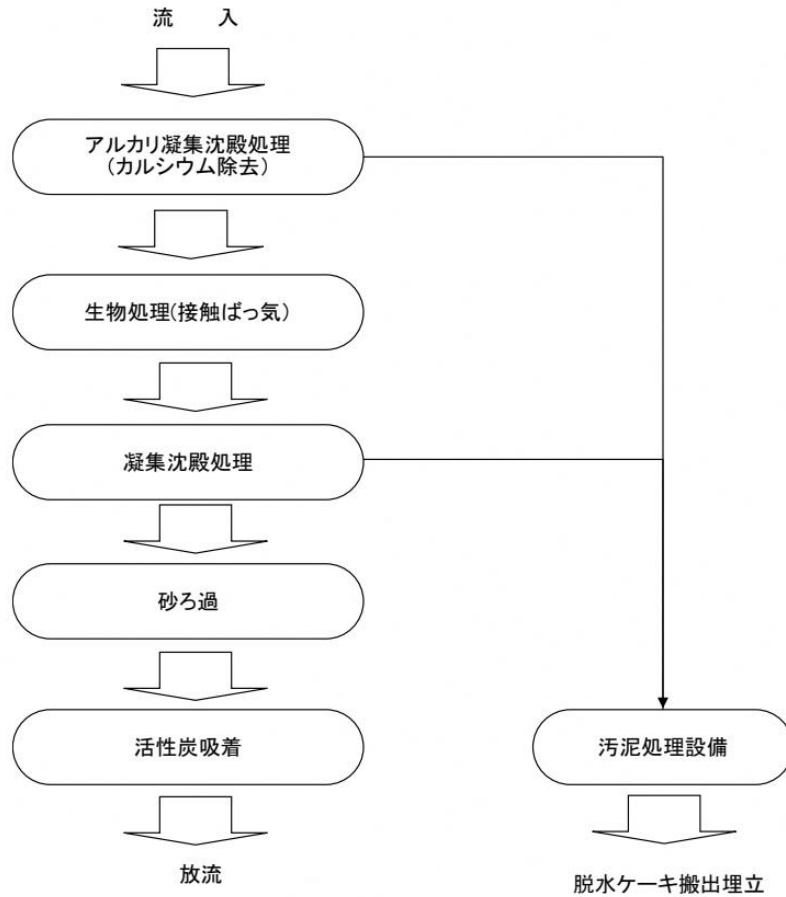 流　入
アルカリ凝集沈殿処理
(カルシウム除去)
生物処理(接触ばっ気)
凝集沈殿処理
砂ろ過
活性炭吸着
汚泥処理設備
放流
脱水ケーキ搬出埋立